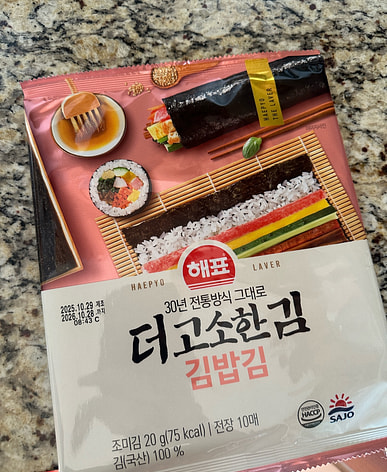 HAEPYO
THE LAVER
해표
HAEPYO LAVER
2025.10.29 제조
2026.10.28 까지
08:43 C
30년 전통방식 그대로
더고소한김
김밥김
조미김 20 g (75 kcal) | 전장 10매
김(국산) 100 %
HACCP
SAJO